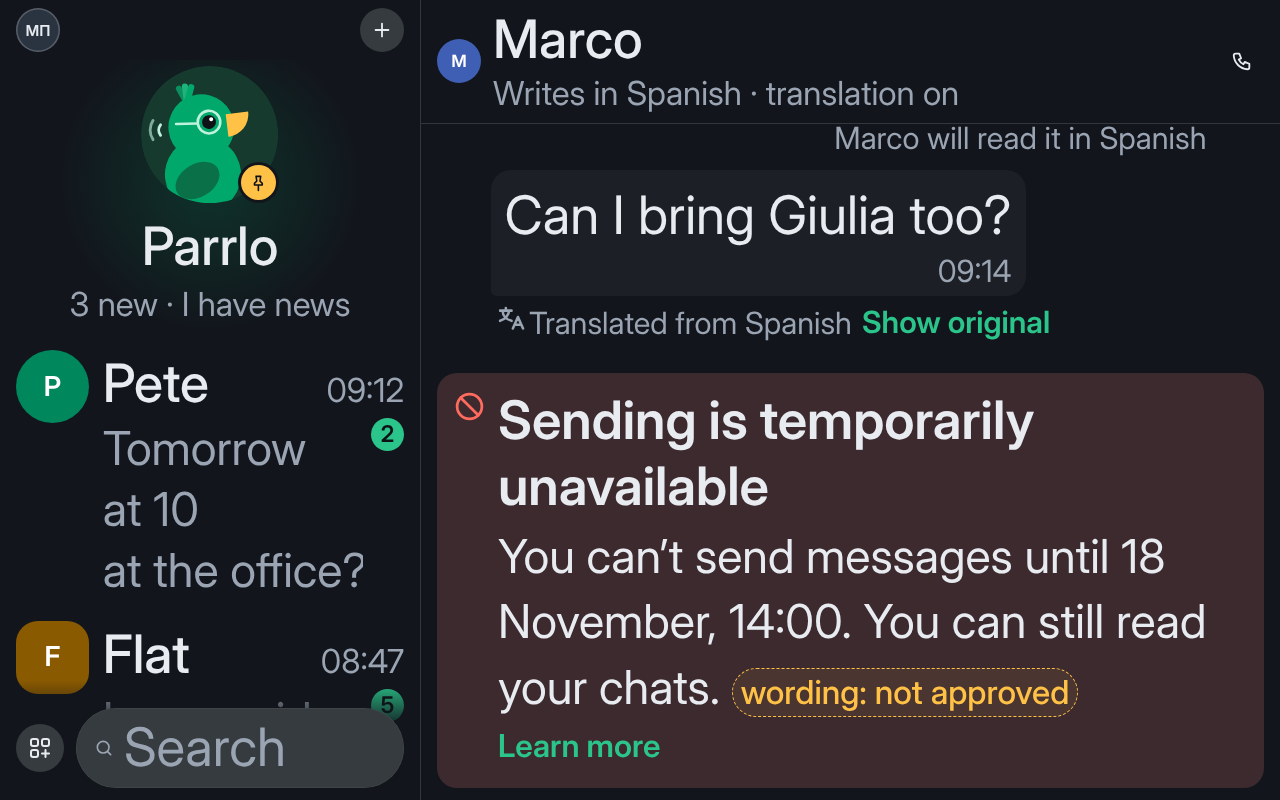 МП
Parrlo
3 new · I have news
P
Pete
09:12
Tomorrow
2
at 10
at the office?
F
Flat
08:47
5
Search
M
Marco
Writes in Spanish · translation on
Marco will read it in Spanish
Can I bring Giulia too?
09:14
Translated from Spanish Show original
Sending is temporarily
unavailable
You can’t send messages until 18
November, 14:00. You can still read
your chats. wording: not approved
Learn more